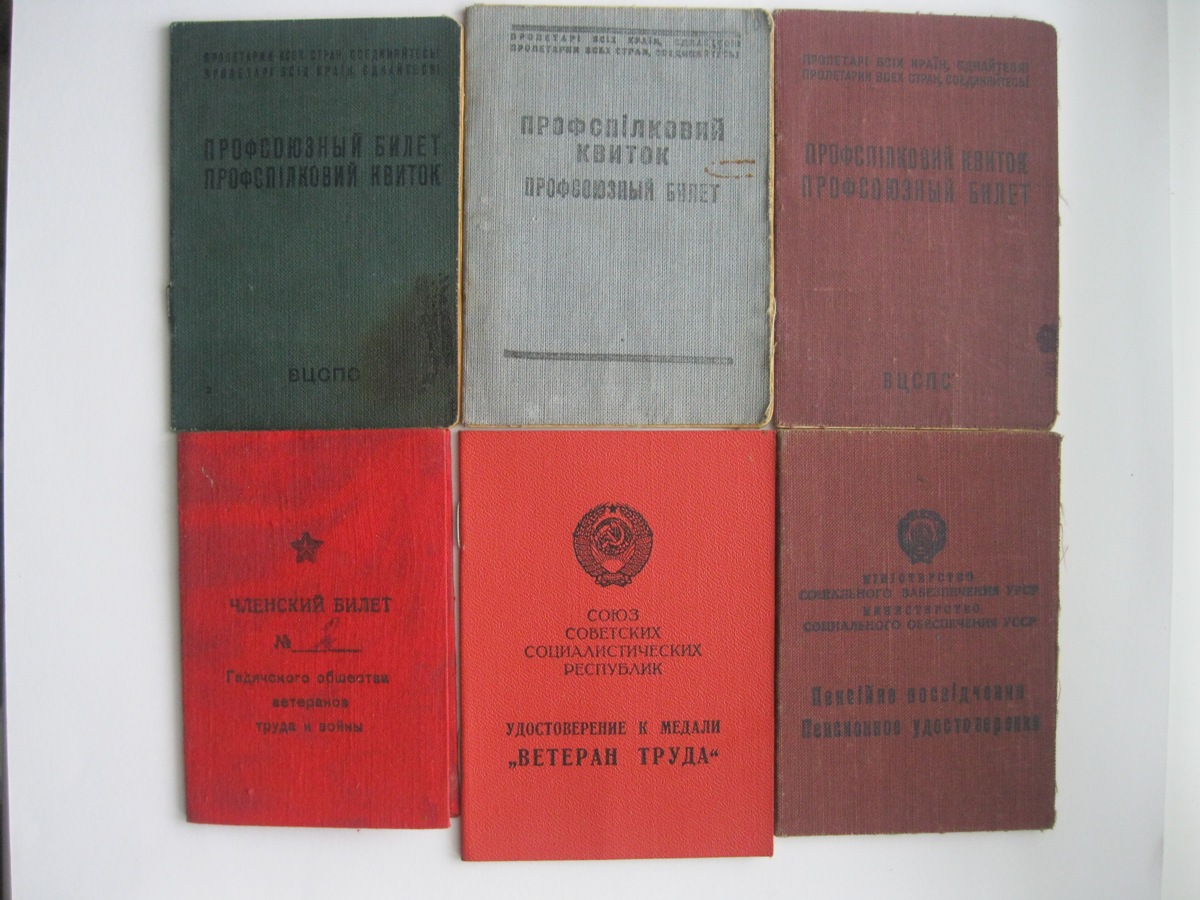 ПРОЛЕТАРИИ ВСЕХ СТРАН, СОЕДИНЯЙТЕСЬ!
ПРОЛЕТАРІ ВСІХ КРАЇН, ЄДНАЙТЕСЯ!
ПРОФСОЮЗНЫЙ БИЛЕТ
ПРОФСПІЛКОВИЙ КВИТОК
ВЦСПС
ПРОЛЕТАРІ ВСІХ КРАЇН, ЄДНАЙТЕСЯ!
ПРОЛЕТАРИИ ВСЕХ СТРАН, СОЕДИНЯЙТЕСЬ!
ПРОФСПІЛКОВИЙ
КВИТОК
ПРОФСОЮЗНЫЙ БИЛЕТ
ПРОЛЕТАРІ ВСІХ КРАЇН, ЄДНАЙТЕСЯ!
ПРОЛЕТАРИИ ВСЕХ СТРАН, СОЕДИНЯЙТЕСЬ!
ПРОФСПІЛКОВИЙ КВИТОК
ПРОФСОЮЗНЫЙ БИЛЕТ
ВЦСПС
ЧЛЕНСКИЙ БИЛЕТ
№
Гадячского общества
ветеранов
труда и войны
СОЮЗ
СОВЕТСКИХ
СОЦИАЛИСТИЧЕСКИХ
РЕСПУБЛИК
УДОСТОВЕРЕНИЕ К МЕДАЛИ
„ВЕТЕРАН ТРУДА“
МІНІСТЕРСТВО
СОЦІАЛЬНОГО ЗАБЕЗПЕЧЕННЯ УРСР
МИНИСТЕРСТВО
СОЦИАЛЬНОГО ОБЕСПЕЧЕНИЯ УССР
Пенсійне посвідчення
Пенсионное удостоверение